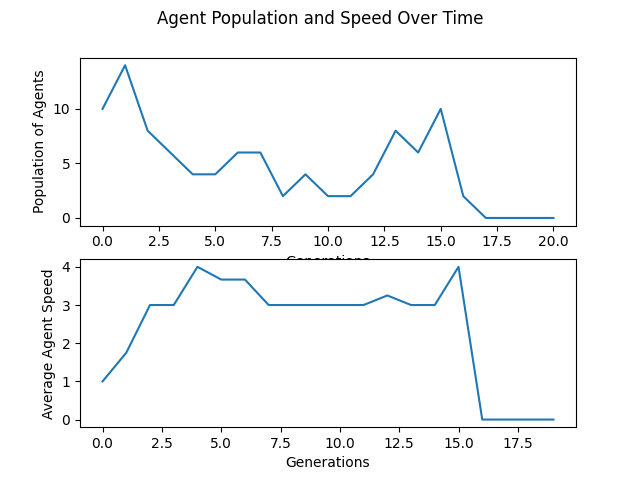 Agent Population and Speed Over Time
Population of Agents
10
5
0
0.0 2.5 5.0 7.5 10.0 12.5 15.0 17.5 20.0
Generations
Average Agent Speed
4
3
2
1
0
0.0 2.5 5.0 7.5 10.0 12.5 15.0 17.5
Generations